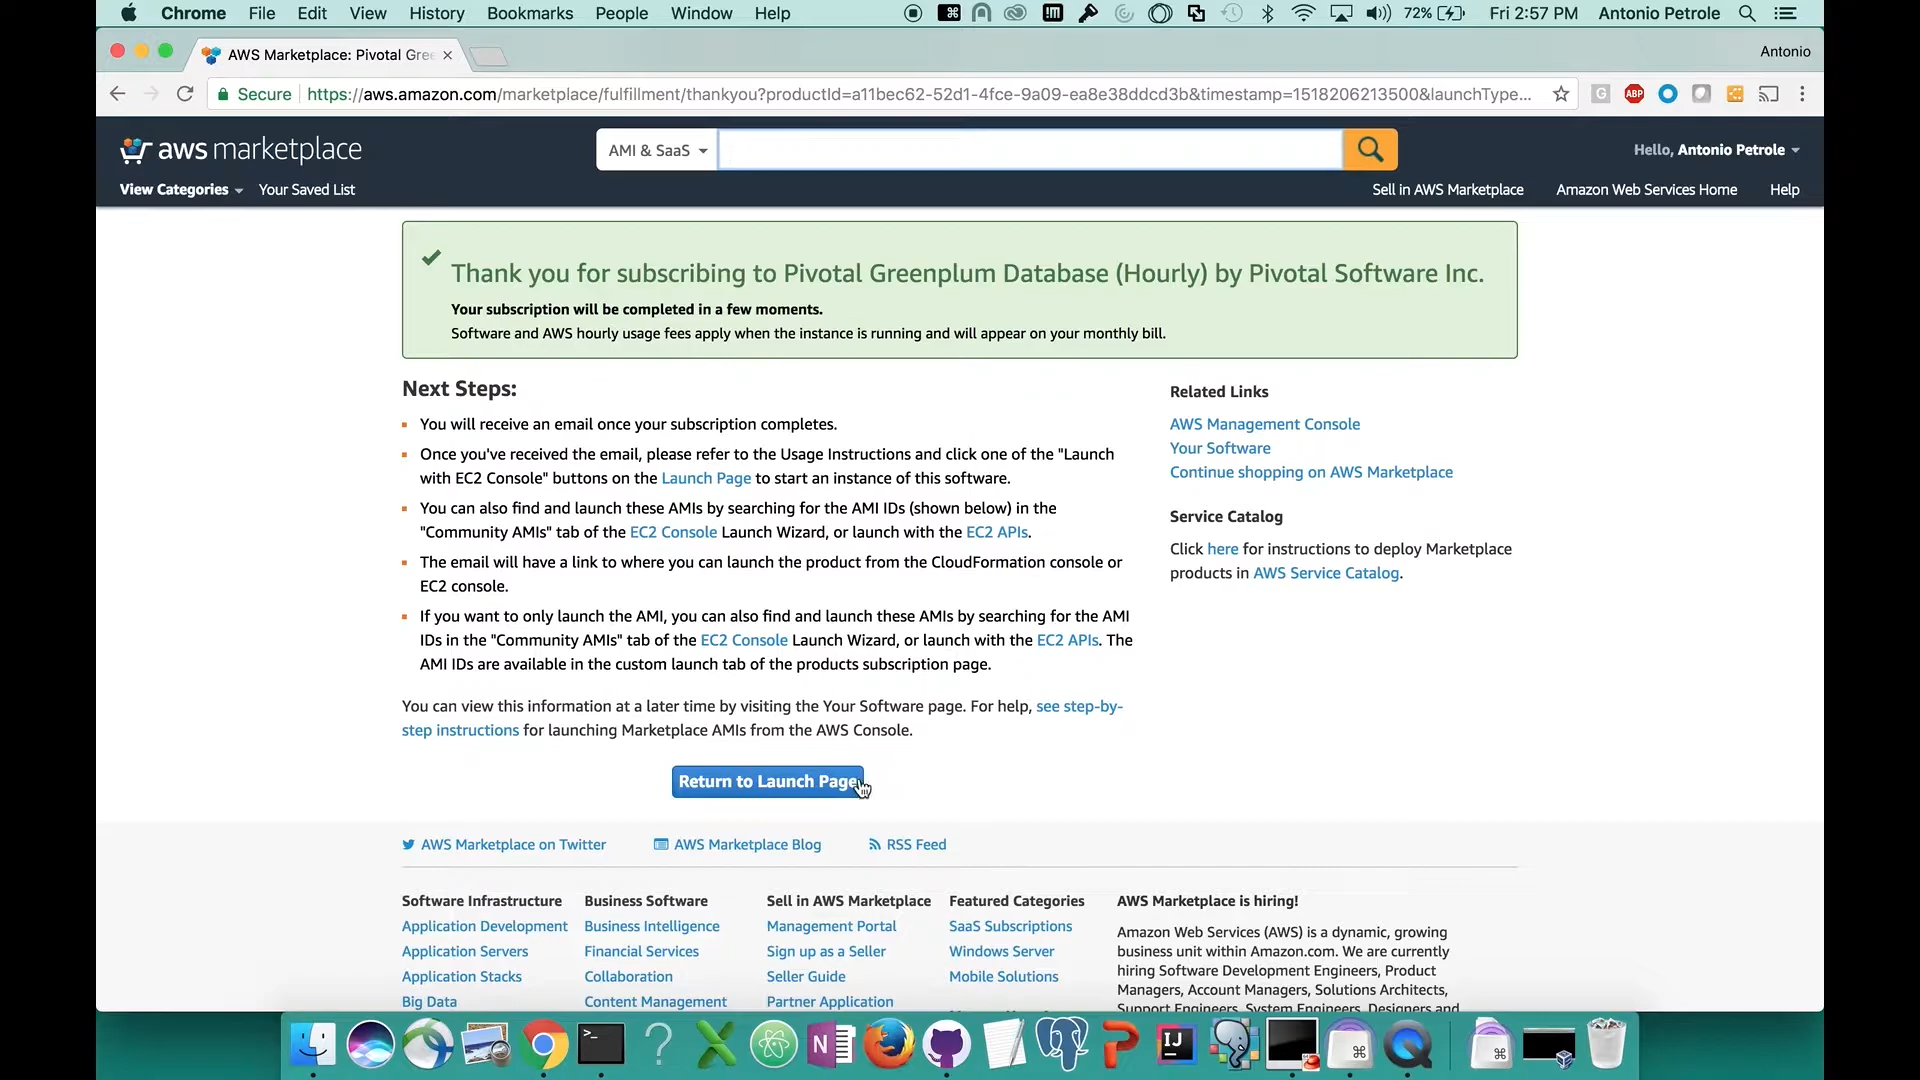 Chrome File Edit View History Bookmarks People Window Help 72% Fri 2:57 PM Antonio Petrole
AWS Marketplace: Pivotal Gree Antonio
Secure https://aws.amazon.com/marketplace/fulfillment/thankyou?productId=a11bec62-52d1-4fce-9a09-ea8e38ddcd3b&timestamp=1518206213500&launchType...
ABP
aws marketplace AMI & SaaS Hello, Antonio Petrole
View Categories Your Saved List Sell in AWS Marketplace Amazon Web Services Home Help
Thank you for subscribing to Pivotal Greenplum Database (Hourly) by Pivotal Software Inc.
Your subscription will be completed in a few moments.
Software and AWS hourly usage fees apply when the instance is running and will appear on your monthly bill.
Next Steps:
You will receive an email once your subscription completes.
Once you've received the email, please refer to the Usage Instructions and click one of the "Launch
with EC2 Console" buttons on the Launch Page to start an instance of this software.
You can also find and launch these AMIs by searching for the AMI IDs (shown below) in the
"Community AMIs" tab of the EC2 Console Launch Wizard, or launch with the EC2 APIs.
The email will have a link to where you can launch the product from the CloudFormation console or
EC2 console.
If you want to only launch the AMI, you can also find and launch these AMIs by searching for the AMI
IDs in the "Community AMIs" tab of the EC2 Console Launch Wizard, or launch with the EC2 APIs. The
AMI IDs are available in the custom launch tab of the products subscription page.
You can view this information at a later time by visiting the Your Software page. For help, see step-by-
step instructions for launching Marketplace AMIs from the AWS Console.
Return to Launch Page
Related Links
AWS Management Console
Your Software
Continue shopping on AWS Marketplace
Service Catalog
Click here for instructions to deploy Marketplace
products in AWS Service Catalog.
AWS Marketplace on Twitter AWS Marketplace Blog RSS Feed
Software Infrastructure
Application Development
Application Servers
Application Stacks
Big Data
Business Software
Business Intelligence
Financial Services
Collaboration
Content Management
Sell in AWS Marketplace
Management Portal
Sign up as a Seller
Seller Guide
Partner Application
Featured Categories
SaaS Subscriptions
Windows Server
Mobile Solutions
AWS Marketplace is hiring!
Amazon Web Services (AWS) is a dynamic, growing
business unit within Amazon.com. We are currently
hiring Software Development Engineers, Product
Managers, Account Managers, Solutions Architects,
Support Engineers, System Engineers, Designers and